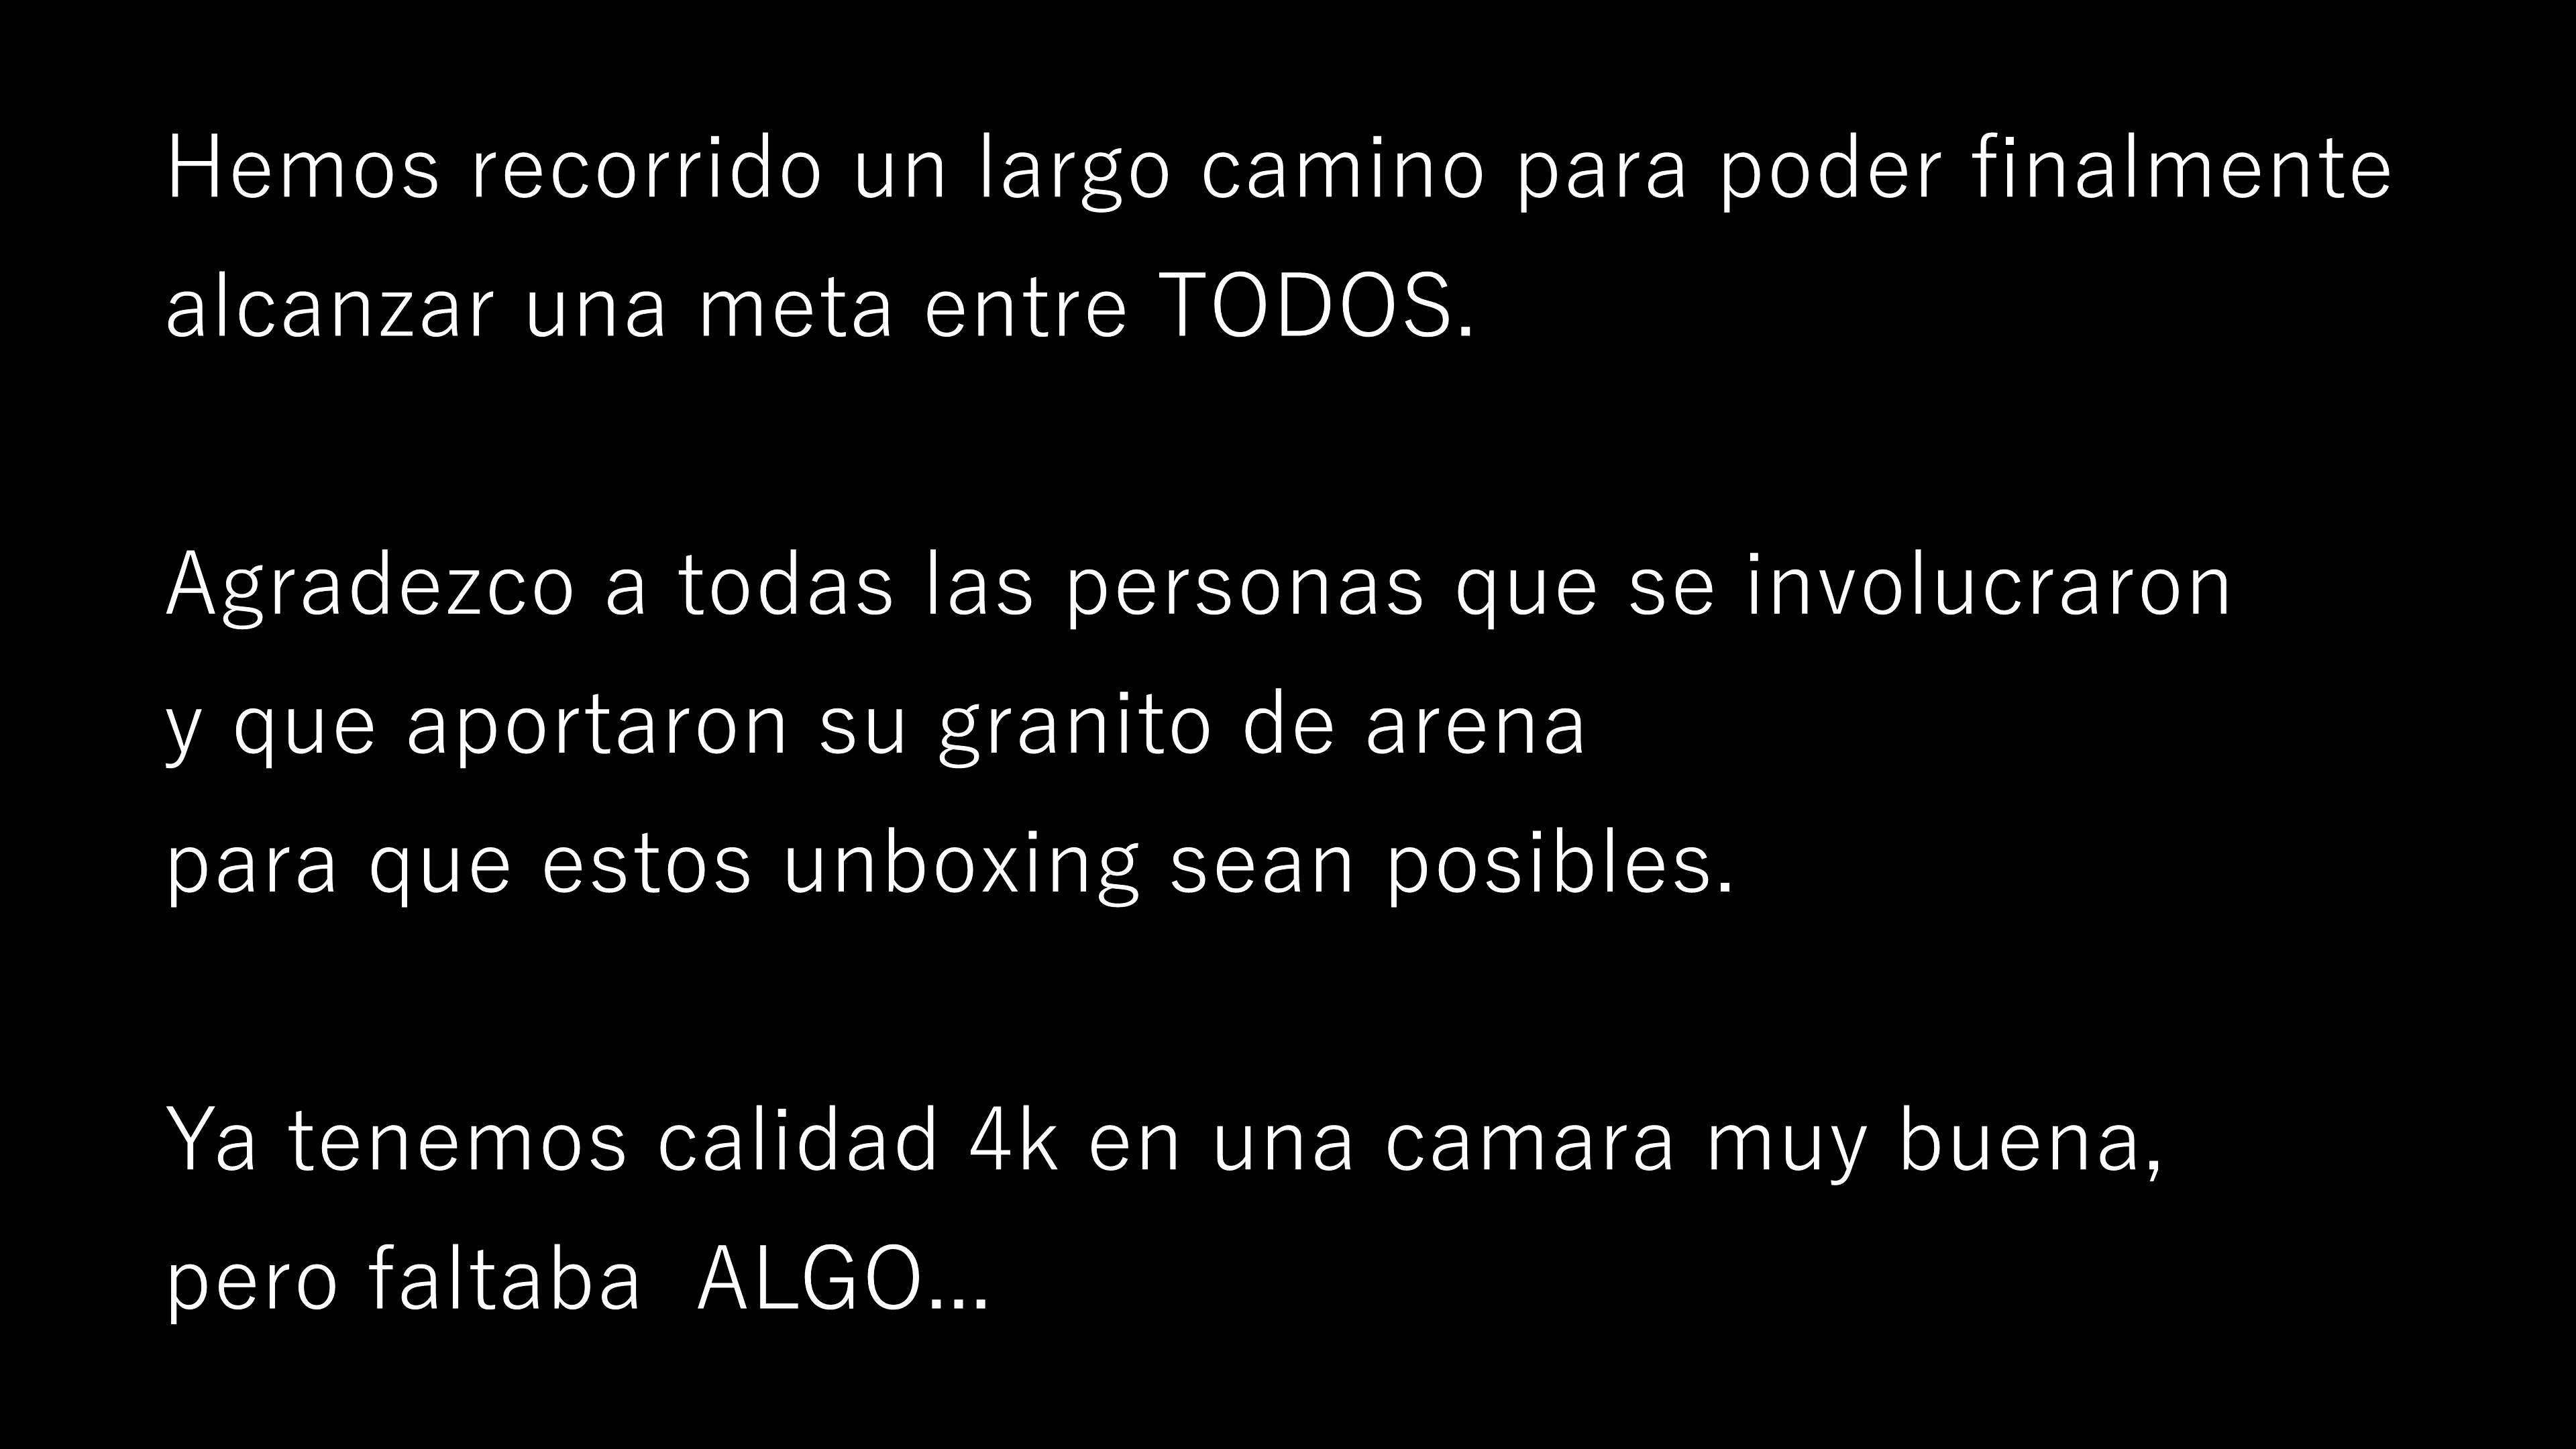 Hemos recorrido un largo camino para poder finalmente
alcanzar una meta entre TODOS.
Agradezco a todas las personas que se involucraron
y que aportaron su granito de arena
para que estos unboxing sean posibles.
Ya tenemos calidad 4k en una camara muy buena,
pero faltaba  ALGO...